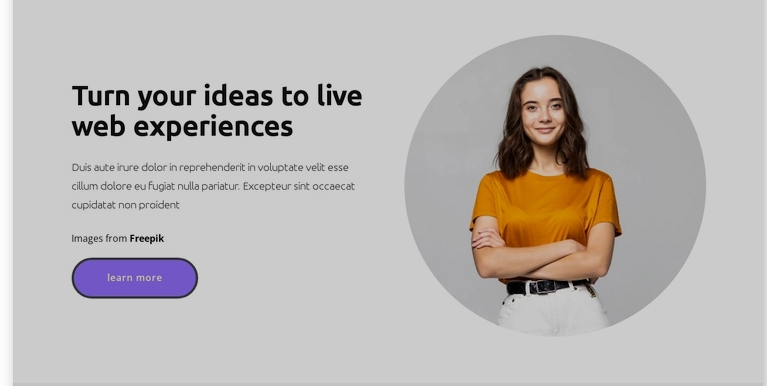 Turn your ideas to live
web experiences
Duis aute irure dolor in reprehenderit in voluptate velit esse
cillum dolore eu fugiat nulla pariatur. Excepteur sint occaecat
cupidatat non proident
Images from Freepik
learn more